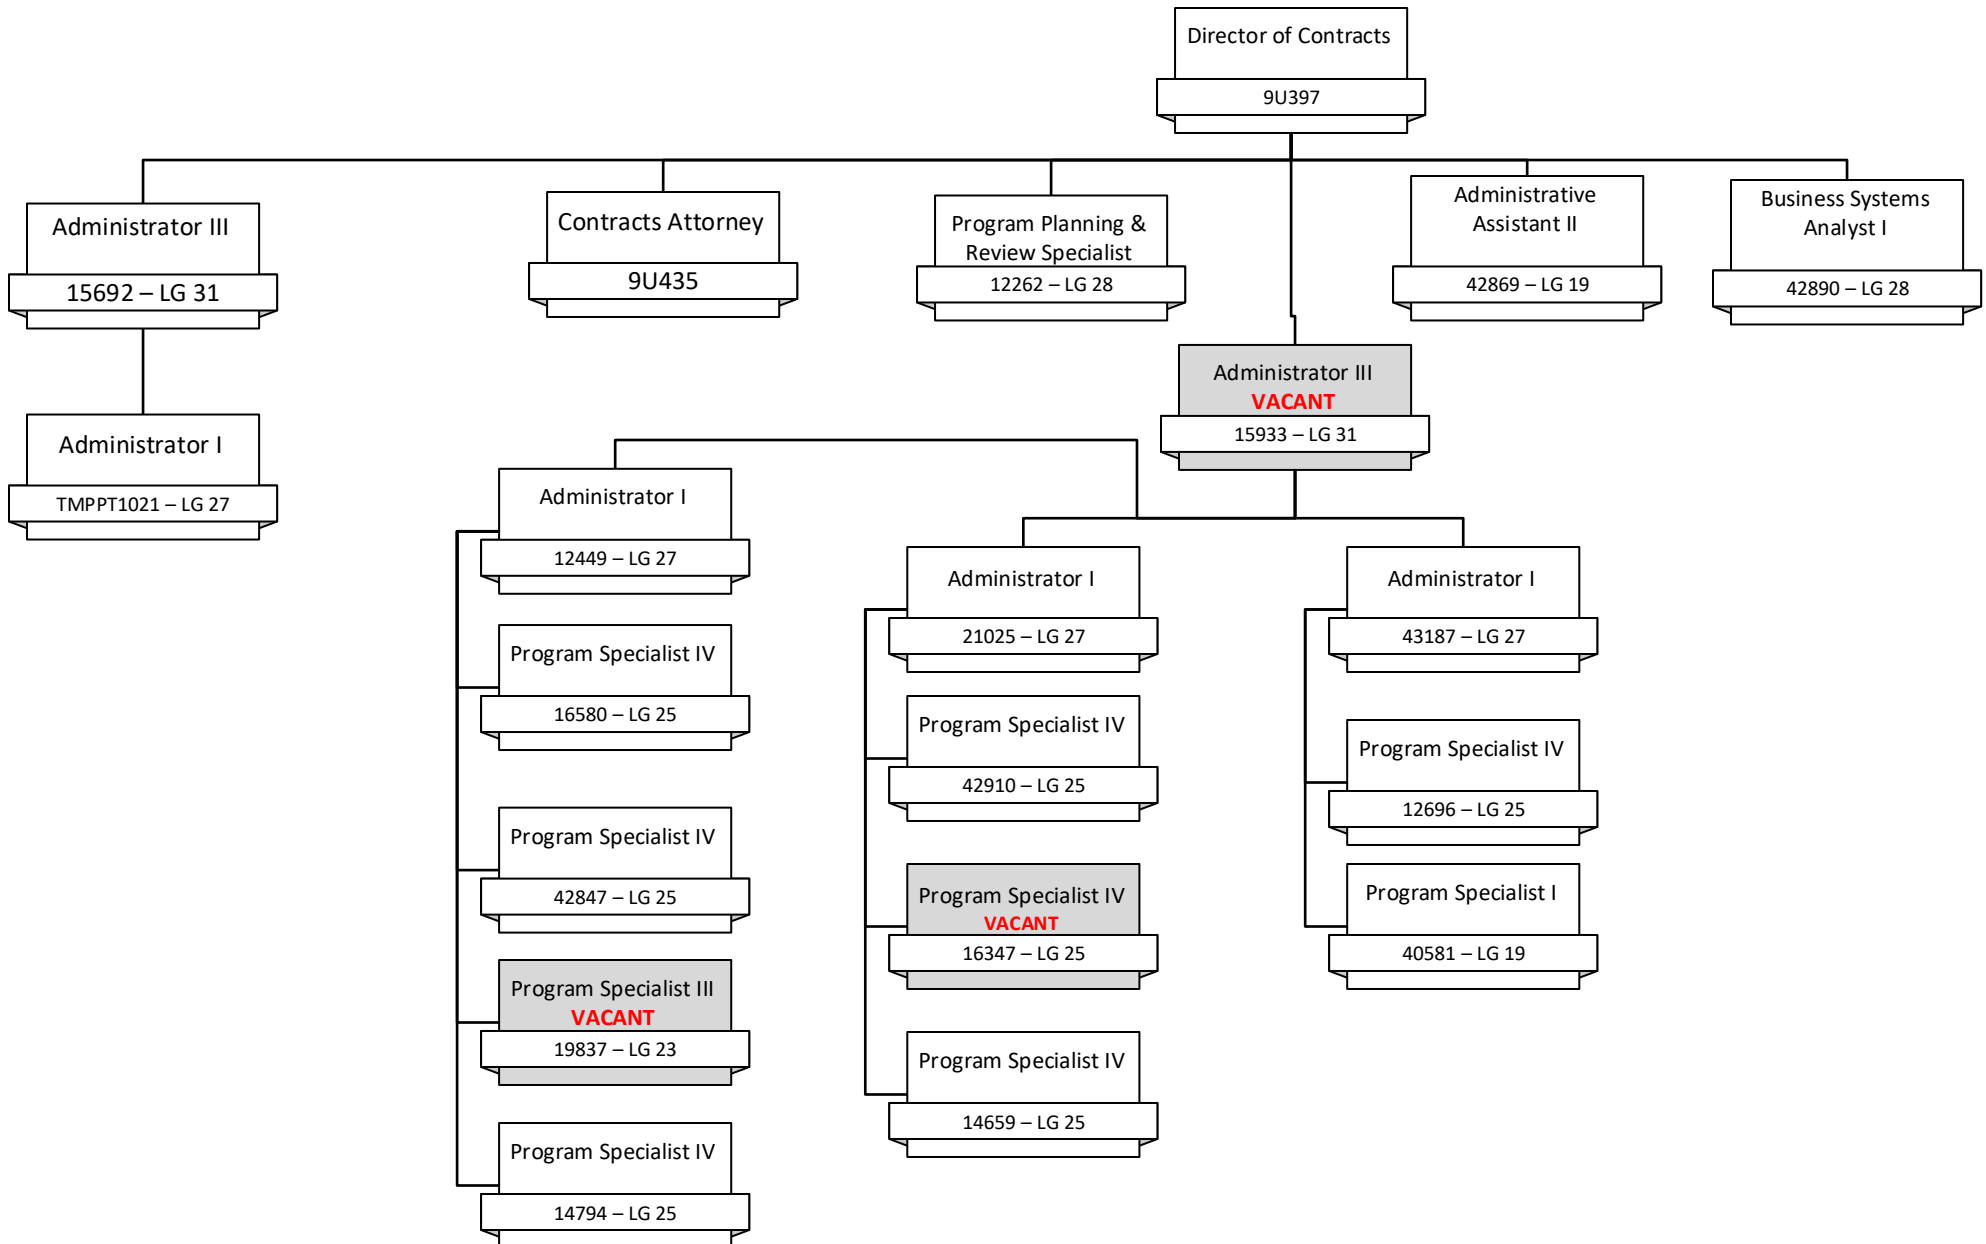 Director of Contracts
9U397
Administrator III
15692 – LG 31
Contracts Attorney
9U435
Program Planning &
Review Specialist
12262 – LG 28
Administrative
Assistant II
42869 – LG 19
Business Systems
Analyst I
42890 – LG 28
Administrator I
TMPPT1021 – LG 27
Administrator III
VACANT
15933 – LG 31
Administrator I
12449 – LG 27
Program Specialist IV
16580 – LG 25
Program Specialist IV
42847 – LG 25
Program Specialist III
VACANT
19837 – LG 23
Program Specialist IV
14794 – LG 25
Administrator I
21025 – LG 27
Program Specialist IV
42910 – LG 25
Program Specialist IV
VACANT
16347 – LG 25
Program Specialist IV
14659 – LG 25
Administrator I
43187 – LG 27
Program Specialist IV
12696 – LG 25
Program Specialist I
40581 – LG 19